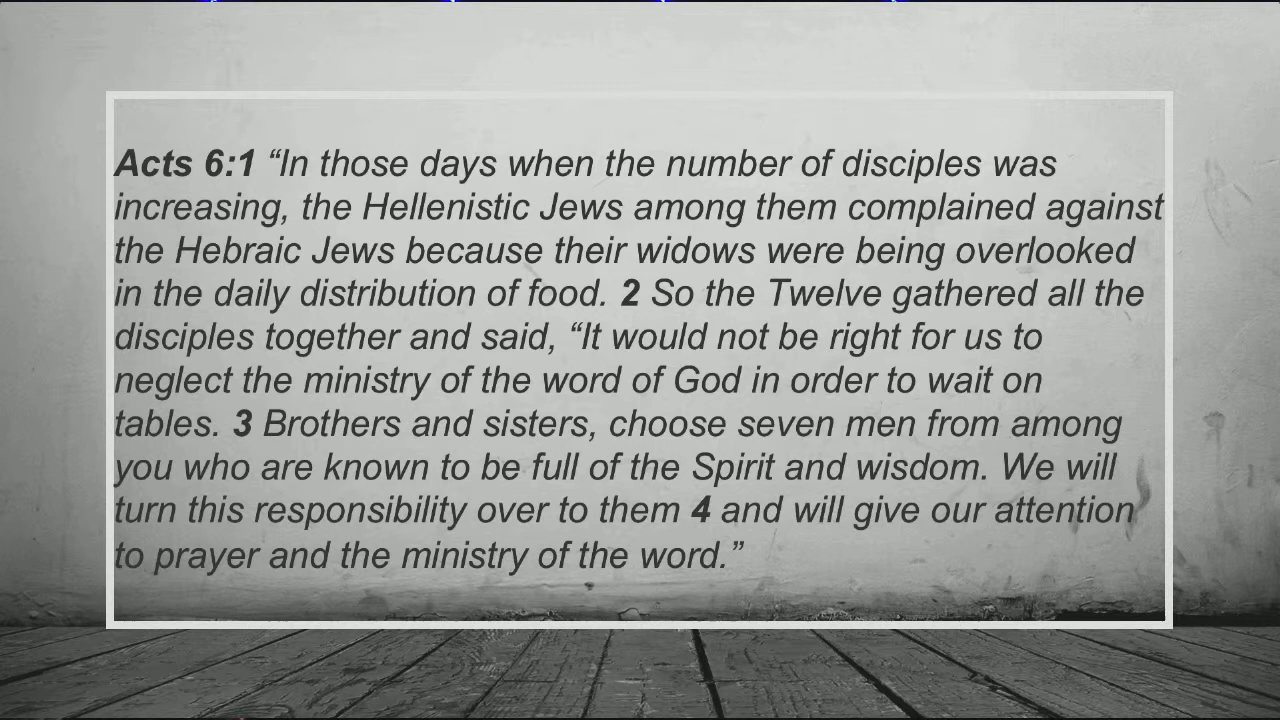 Acts 6:1 “In those days when the number of disciples was
increasing, the Hellenistic Jews among them complained against
the Hebraic Jews because their widows were being overlooked
in the daily distribution of food. 2 So the Twelve gathered all the
disciples together and said, “It would not be right for us to
neglect the ministry of the word of God in order to wait on
tables. 3 Brothers and sisters, choose seven men from among
you who are known to be full of the Spirit and wisdom. We will
turn this responsibility over to them 4 and will give our attention
to prayer and the ministry of the word.”